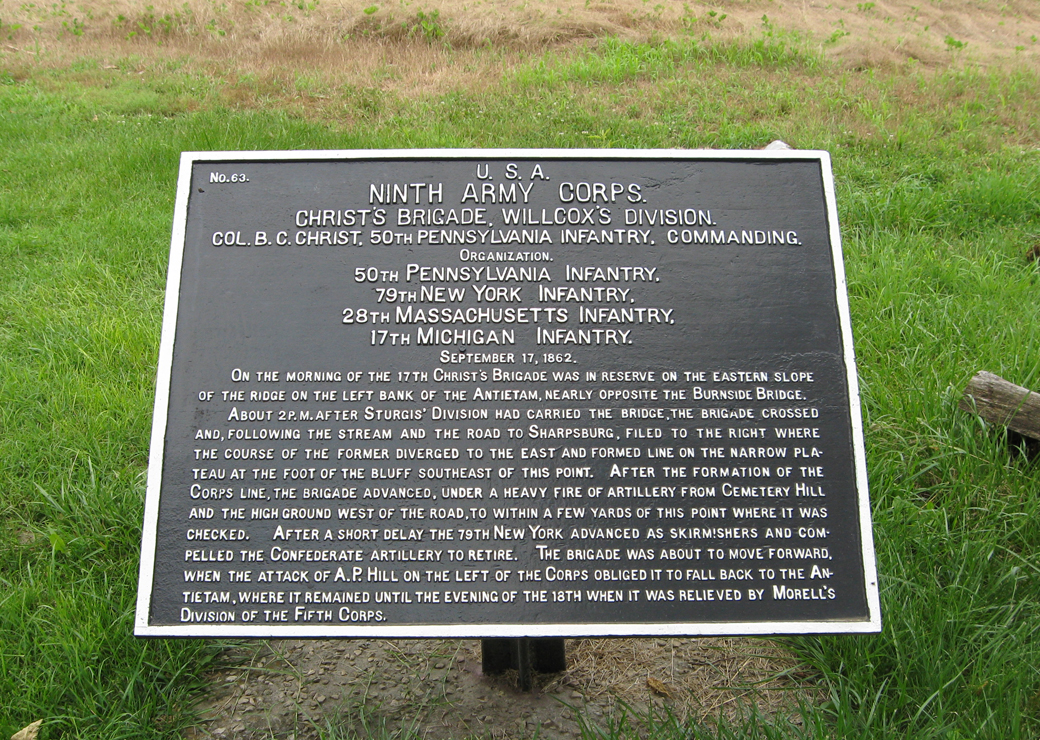 No. 63.
U. S. A.
NINTH ARMY CORPS.
CHRIST'S BRIGADE, WILLCOX'S DIVISION.
COL. B. C. CHRIST, 50TH PENNSYLVANIA INFANTRY, COMMANDING.
ORGANIZATION.
50TH PENNSYLVANIA INFANTRY,
79TH NEW YORK INFANTRY,
28TH MASSACHUSETTS INFANTRY,
17TH MICHIGAN INFANTRY.
SEPTEMBER 17, 1862.
ON THE MORNING OF THE 17TH CHRIST'S BRIGADE WAS IN RESERVE ON THE EASTERN SLOPE
OF THE RIDGE ON THE LEFT BANK OF THE ANTIETAM, NEARLY OPPOSITE THE BURNSIDE BRIDGE.
ABOUT 2 P.M. AFTER STURGIS' DIVISION HAD CARRIED THE BRIDGE, THE BRIGADE CROSSED
AND, FOLLOWING THE STREAM AND THE ROAD TO SHARPSBURG, FILED TO THE RIGHT WHERE
THE COURSE OF THE FORMER DIVERGED TO THE EAST AND FORMED LINE ON THE NARROW PLA-
TEAU AT THE FOOT OF THE BLUFF SOUTHEAST OF THIS POINT. AFTER THE FORMATION OF THE
CORPS LINE, THE BRIGADE ADVANCED, UNDER A HEAVY FIRE OF ARTILLERY FROM CEMETERY HILL
AND THE HIGH GROUND WEST OF THE ROAD, TO WITHIN A FEW YARDS OF THIS POINT WHERE IT WAS
CHECKED. AFTER A SHORT DELAY THE 79TH NEW YORK ADVANCED AS SKIRMISHERS AND COM-
PELLED THE CONFEDERATE ARTILLERY TO RETIRE. THE BRIGADE WAS ABOUT TO MOVE FORWARD,
WHEN THE ATTACK OF A.P. HILL ON THE LEFT OF THE CORPS OBLIGED IT TO FALL BACK TO THE AN-
TIETAM, WHERE IT REMAINED UNTIL THE EVENING OF THE 18TH WHEN IT WAS RELIEVED BY MORELL'S
DIVISION OF THE FIFTH CORPS.